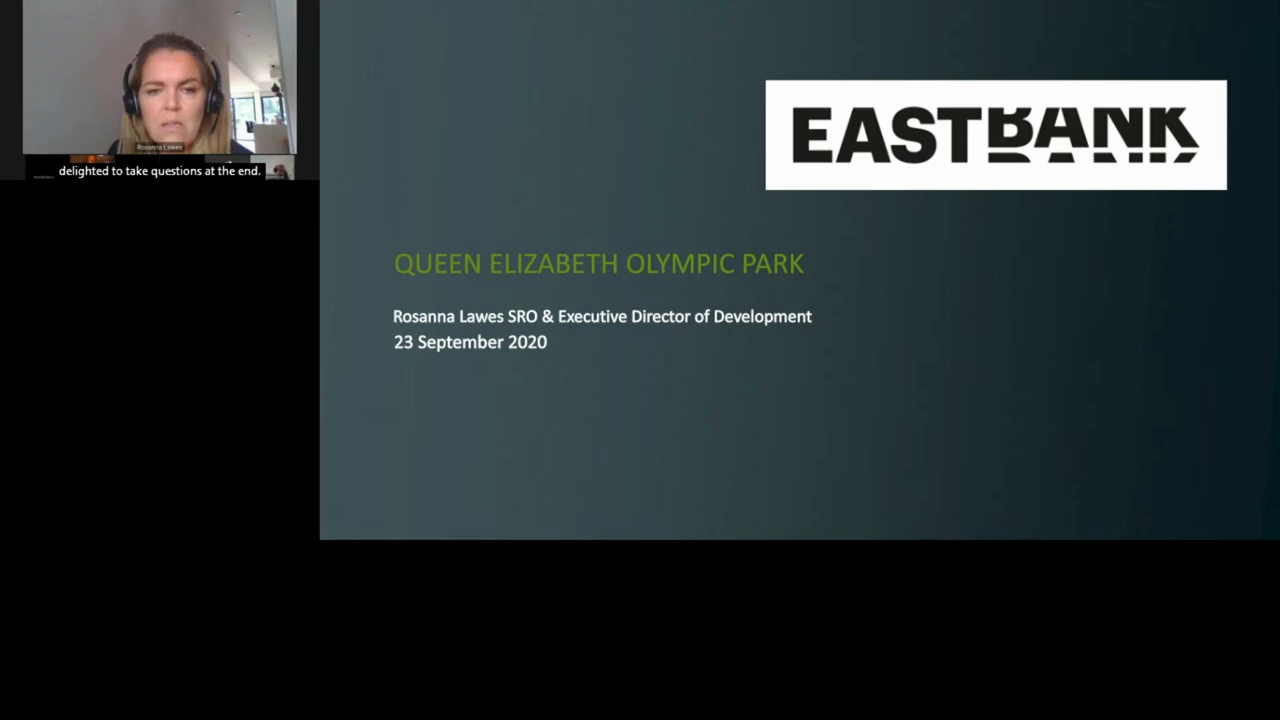 Rosanna Lawes
delighted to take questions at the end.
EASTBANK
QUEEN ELIZABETH OLYMPIC PARK
Rosanna Lawes SRO & Executive Director of Development
23 September 2020